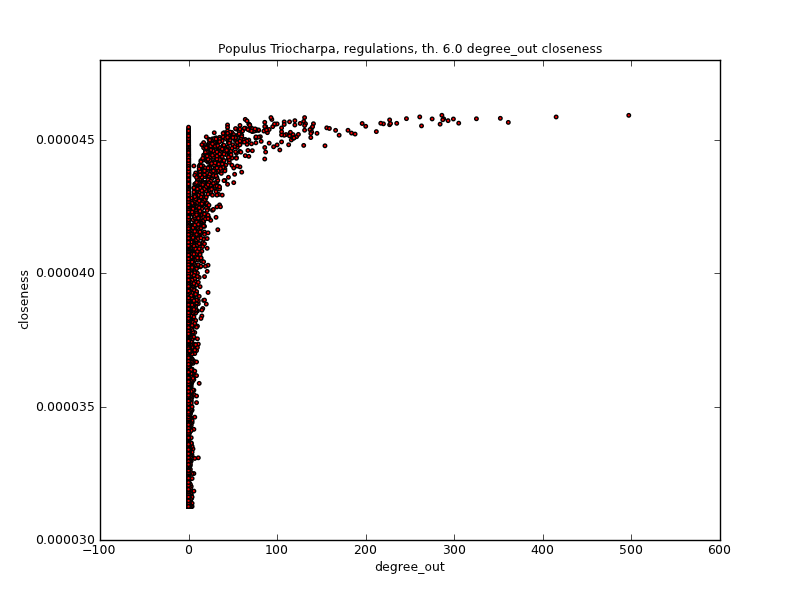 Populus Triocharpa, regulations, th. 6.0 degree_out closeness
0.000045
0.000040
closeness
0.000035
0.000030
−100 0 100 200 300 400 500 600
degree_out